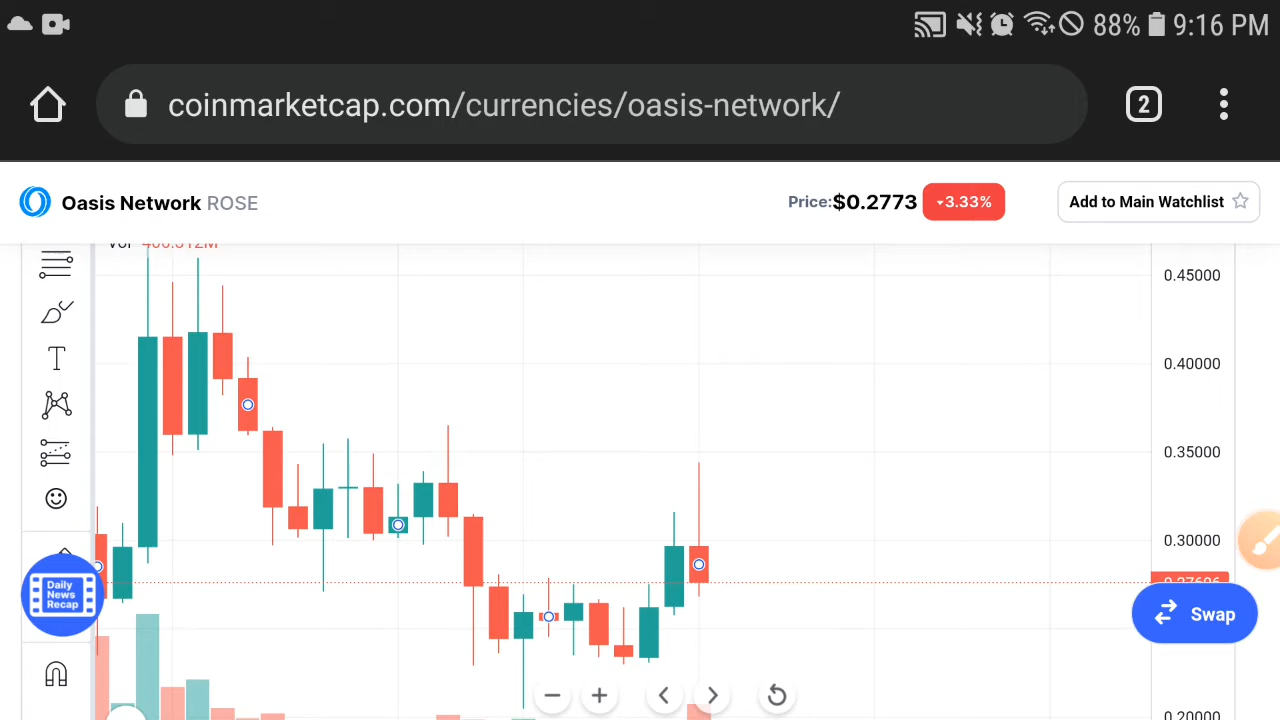 88% 9:16 PM
coinmarketcap.com/currencies/oasis-network/
2
Oasis Network ROSE
Price:$0.2773
3.33%
Add to Main Watchlist
0.45000
0.40000
T
0.35000
0.30000
Daily
News
Recap
Swap
0.20000